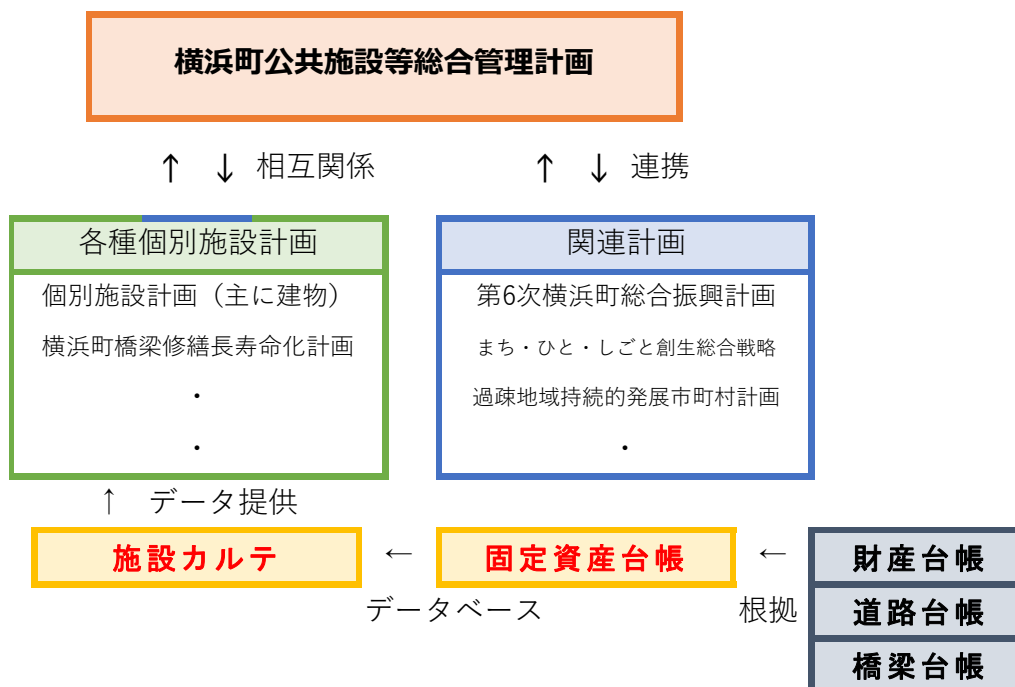 横浜町公共施設等総合管理計画
↑ ↓ 相互関係
↑ ↓ 連携
各種個別施設計画
個別施設計画（主に建物）
横浜町橋梁修繕長寿命化計画
・
・
関連計画
第6次横浜町総合振興計画
まち・ひと・しごと創生総合戦略
過疎地域持続的発展市町村計画
・
↑ データ提供
施設カルテ
←
固定資産台帳
←
財産台帳
データベース
根拠
道路台帳
橋梁台帳